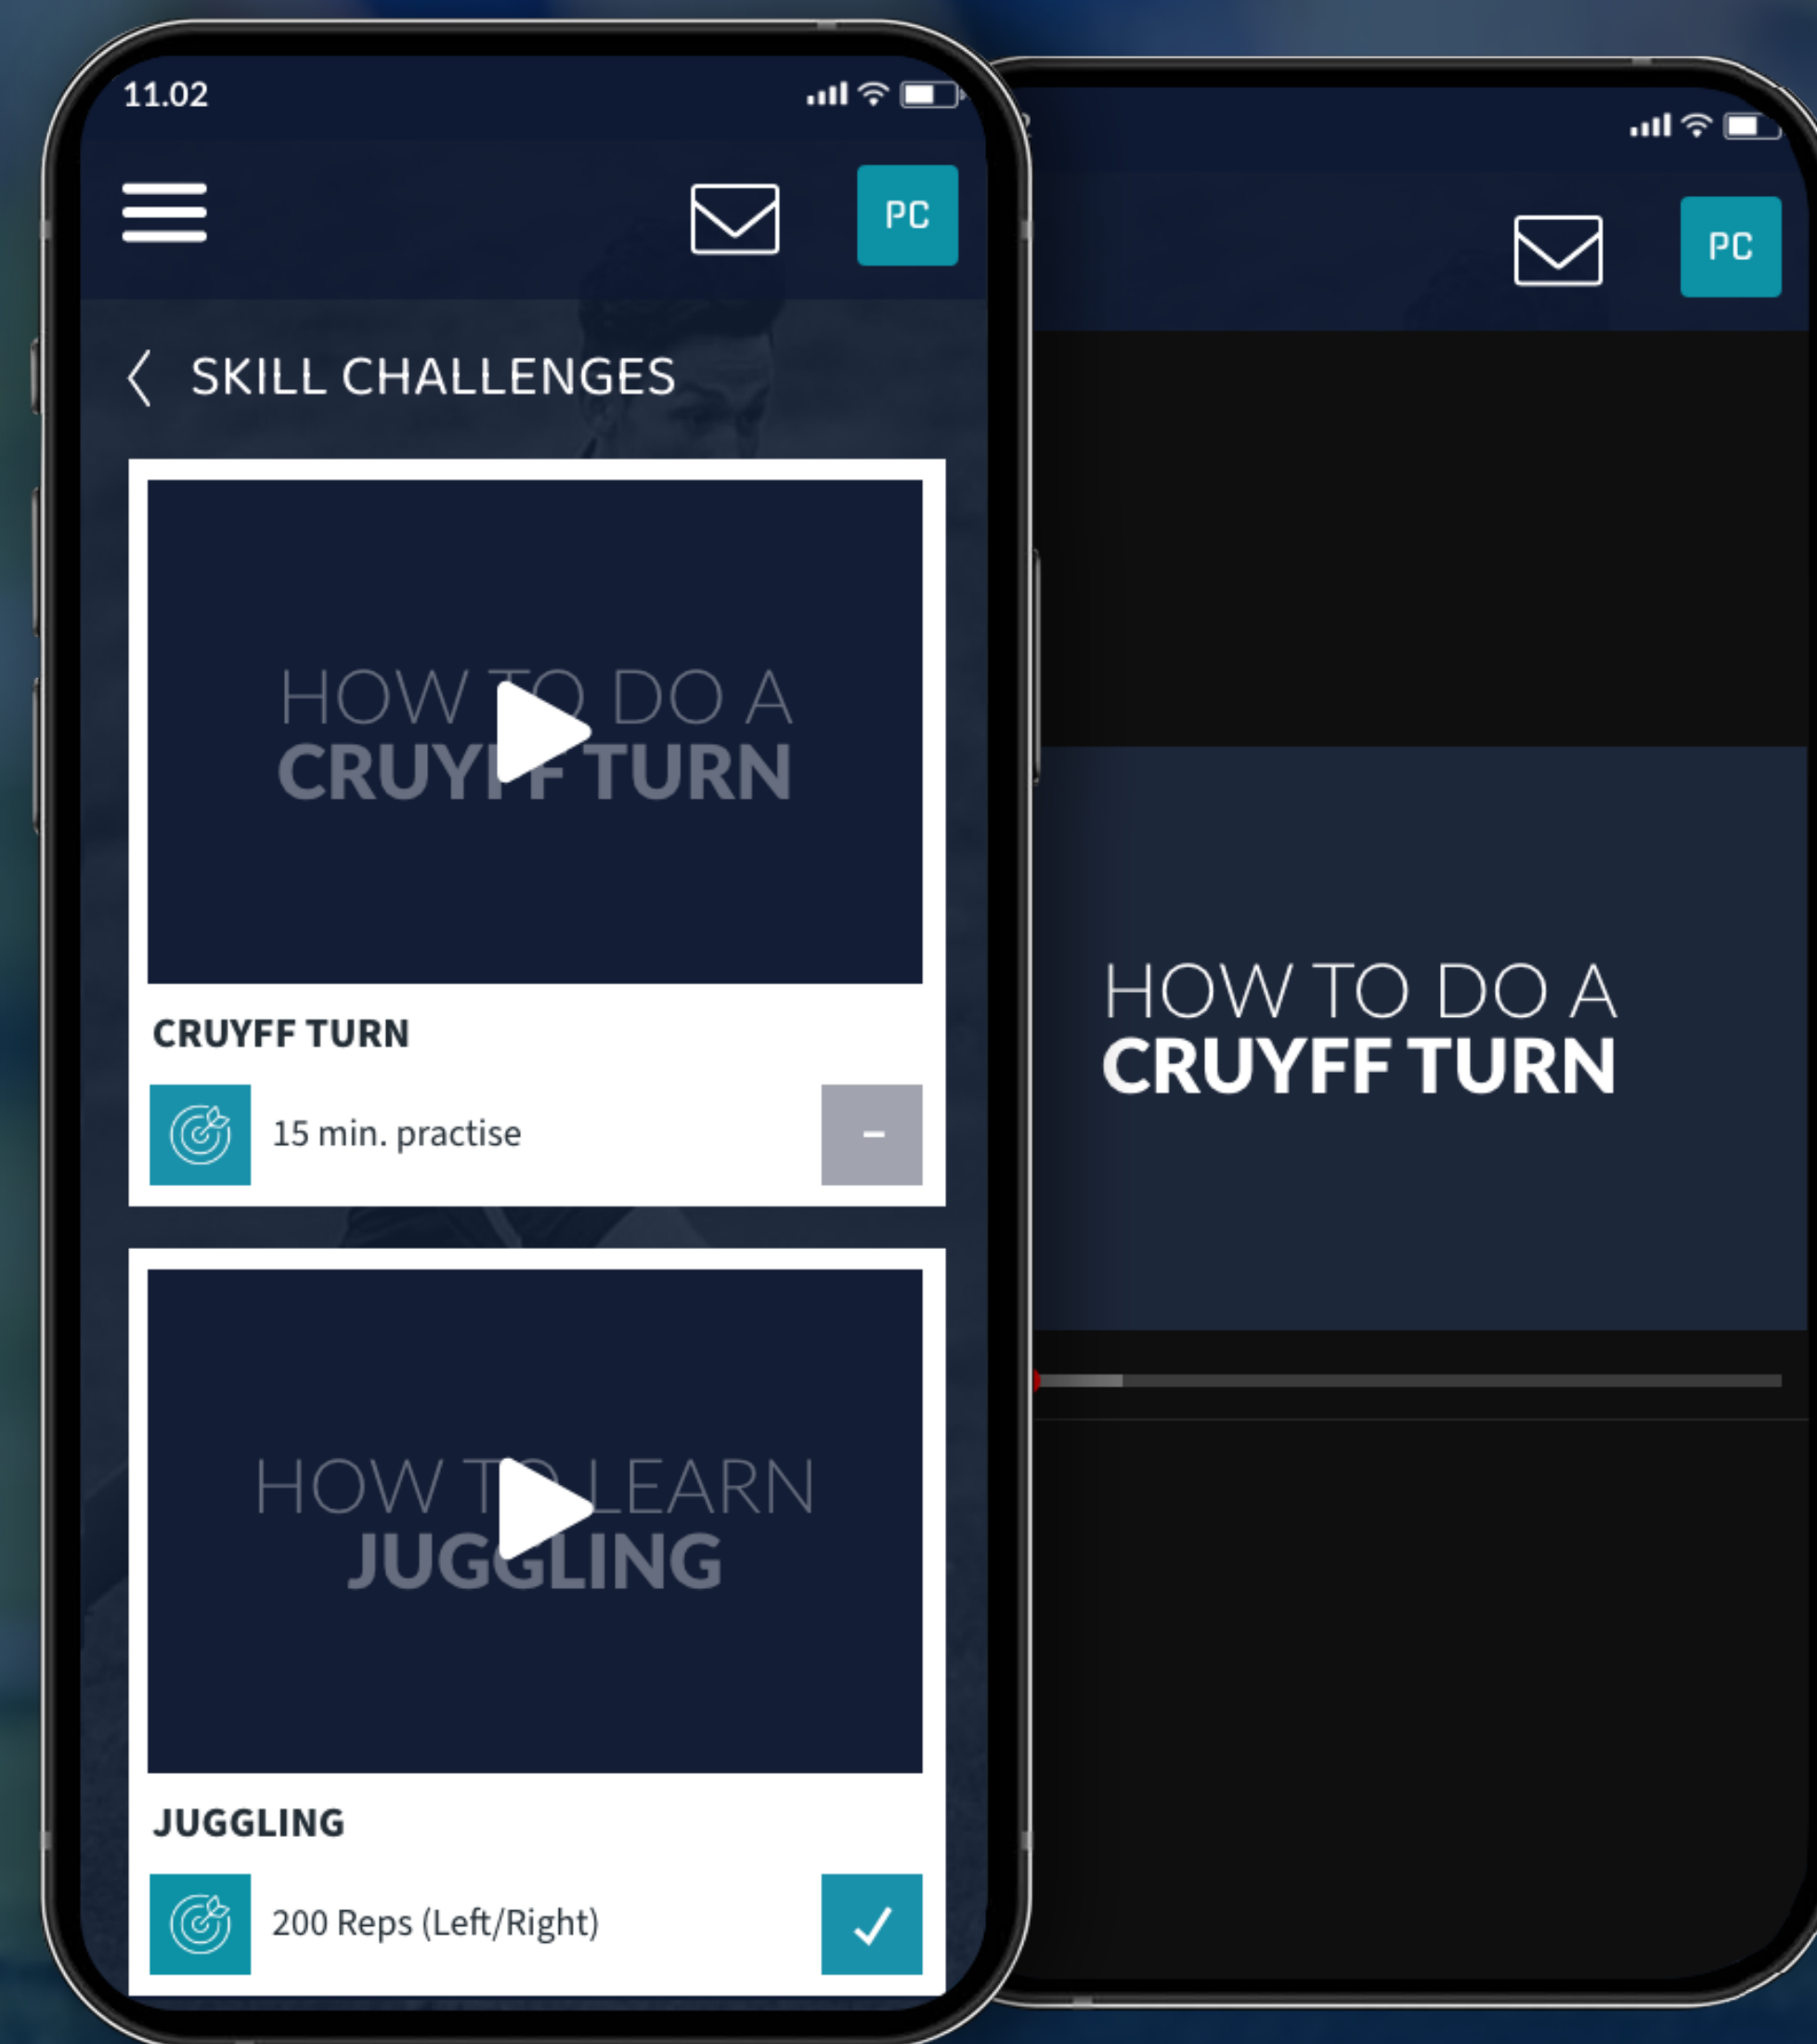 11.02
PC
SKILL CHALLENGES
HOW TO DO A
CRUYFF TURN
CRUYFF TURN
15 min. practise
–
HOW TO LEARN
JUGGLING
JUGGLING
200 Reps (Left/Right)
PC
HOW TO DO A
CRUYFF TURN